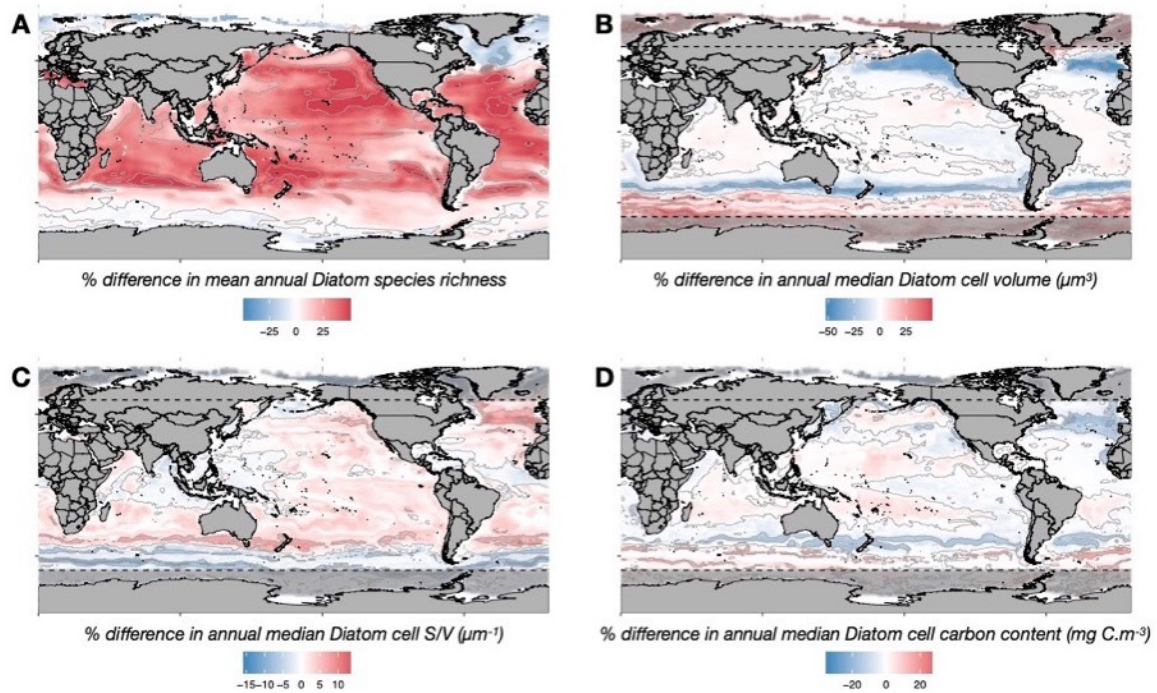 A
B
% difference in mean annual Diatom species richness
% difference in annual median Diatom cell volume (µm³)
−25 0 25
−50 −25 0 25
C
D
% difference in annual median Diatom cell S/V (µm⁻¹)
% difference in annual median Diatom cell carbon content (mg C.m⁻³)
−15−10 −5 0 5 10
−20 0 20